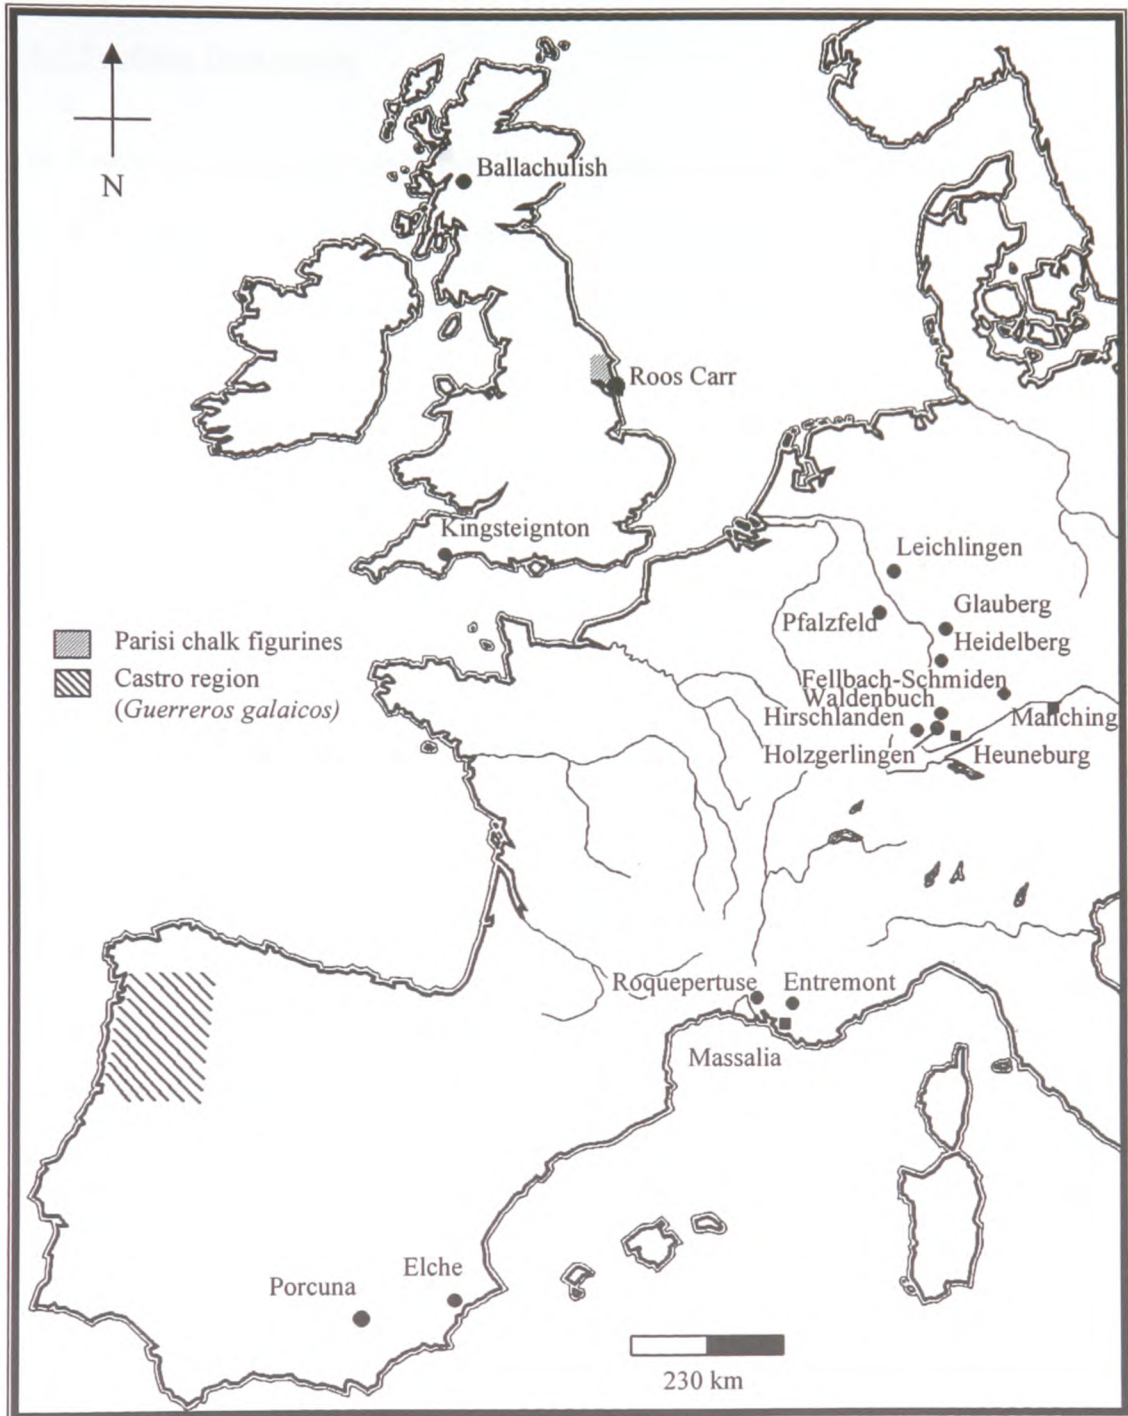 N
Ballachulish
Roos Carr
Kingsteignton
Leichlingen
Pfalzfeld
Glauberg
Heidelberg
Parisi chalk figurines
Castro region
(Guerreros galaicos)
Fellbach-Schmiden
Waldenbuch
Hirschlanden
Manching
Holzgerlingen
Heuneburg
Roquepertuse
Entremont
Massalia
Elche
Porcuna
230 km